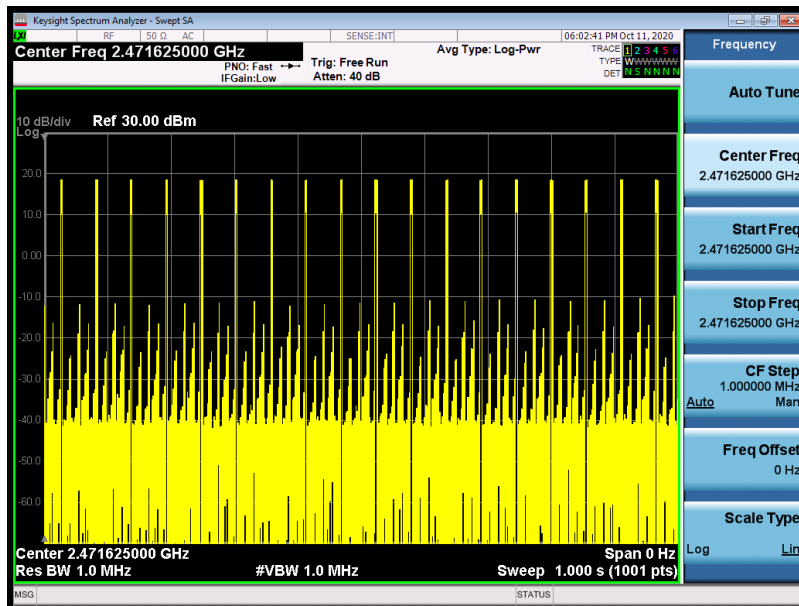 Keysight Spectrum Analyzer - Swept SA
LXI RF 50 Ω AC SENSE:INT 06:02:41 PM Oct 11, 2020
Center Freq 2.471625000 GHz Avg Type: Log-Pwr TRACE 1 2 3 4 5 6
PNO: Fast Trig: Free Run TYPE W
IFGain:Low Atten: 40 dB DET N S N N N N
10 dB/div Ref 30.00 dBm
Log
20.0
10.0
0.00
-10.0
-20.0
-30.0
-40.0
-50.0
-60.0
Center 2.471625000 GHz Span 0 Hz
Res BW 1.0 MHz #VBW 1.0 MHz Sweep 1.000 s (1001 pts)
MSG STATUS
Frequency
Auto Tune
Center Freq
2.471625000 GHz
Start Freq
2.471625000 GHz
Stop Freq
2.471625000 GHz
CF Step
1.000000 MHz
Auto Man
Freq Offset
0 Hz
Scale Type
Log Lin